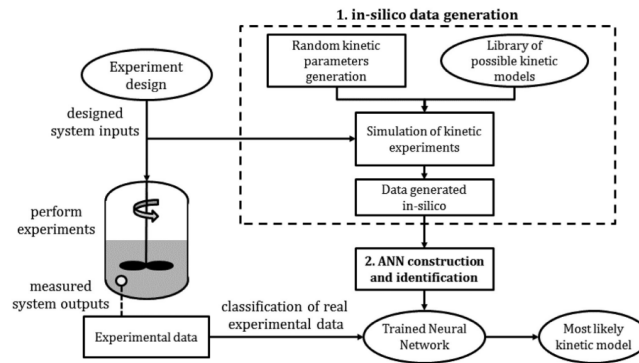 1. in-silico data generation
Experiment
design
Random kinetic
parameters
generation
Library of
possible kinetic
models
designed
system inputs
Simulation of kinetic
experiments
Data generated
in-silico
perform
experiments
2. ANN construction
and identification
measured
system outputs
classification of real
experimental data
Experimental data
Trained Neural
Network
Most likely
kinetic model